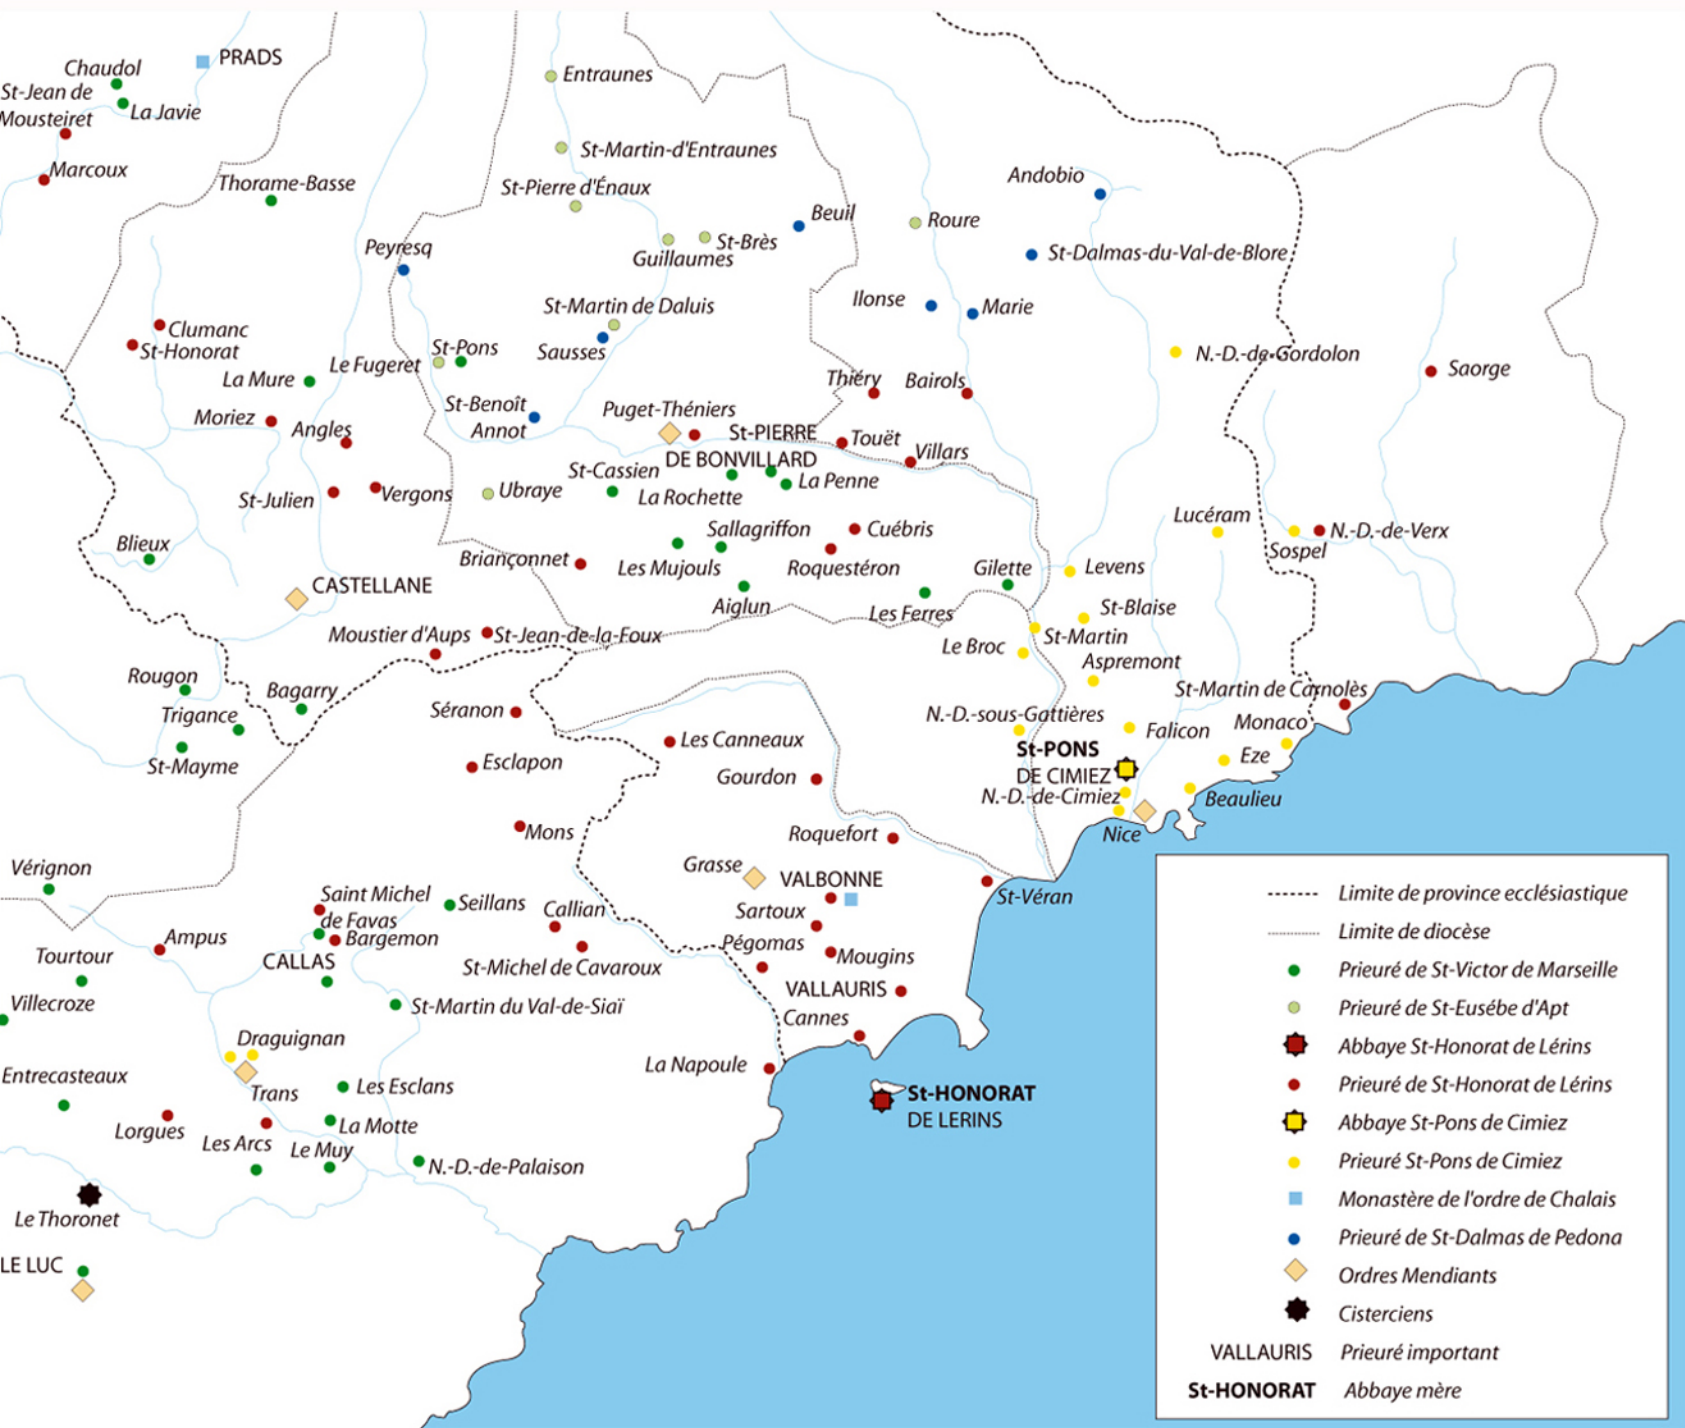 PRADS
Chaudol
St-Jean de
Mousteiret
La Javie
Marcoux
Thorame-Basse
Entraunes
St-Martin-d'Entraunes
St-Pierre d'Énaux
Beuil
Roure
Andobio
St-Brès
Guillaumes
St-Dalmas-du-Val-de-Blore
Peyresq
St-Martin de Daluis
Ilonse
Marie
Clumanc
St-Honorat
Sausses
St-Pons
Le Fugeret
La Mure
N.-D.-de-Gordolon
Saorge
Thiéry
Bairols
St-Benoît
Annot
Puget-Théniers
Moriez
Angles
St-PIERRE
DE BONVILLARD
Touët
Villars
St-Cassien
La Rochette
La Penne
St-Julien
Vergons
Ubraye
Lucéram
Sallagriffon
Cuébris
N.-D.-de-Verx
Sospel
Blieux
Briançonnet
Les Mujouls
Roquestéron
Gilette
Levens
CASTELLANE
Aiglun
Les Ferres
St-Blaise
Moustier d'Aups
St-Jean-de-la-Foux
Le Broc
St-Martin
Aspremont
Rougon
Bagarry
St-Martin de Carnolès
Trigance
Séranon
N.-D.-sous-Gattières
Falicon
Monaco
St-Mayme
Esclapon
Les Canneaux
Gourdon
St-PONS
DE CIMIEZ
Eze
N.-D.-de-Cimiez
Beaulieu
Mons
Roquefort
Nice
Vérignon
Grasse
VALBONNE
St-Véran
Saint Michel
de Favas
Seillans
Callian
Sartoux
Ampus
Bargemon
Pégomas
Mougins
Tourtour
CALLAS
St-Michel de Cavaroux
VALLAURIS
Villecroze
St-Martin du Val-de-Siaï
Cannes
Draguignan
La Napoule
Entrecasteaux
Trans
Les Esclans
St-HONORAT
DE LERINS
Lorgues
Les Arcs
La Motte
Le Muy
N.-D.-de-Palaison
Le Thoronet
LE LUC
Limite de province ecclésiastique
Limite de diocèse
Prieuré de St-Victor de Marseille
Prieuré de St-Eusébe d'Apt
Abbaye St-Honorat de Lérins
Prieuré de St-Honorat de Lérins
Abbaye St-Pons de Cimiez
Prieuré St-Pons de Cimiez
Monastère de l'ordre de Chalais
Prieuré de St-Dalmas de Pedona
Ordres Mendiants
Cisterciens
VALLAURIS Prieuré important
St-HONORAT Abbaye mère